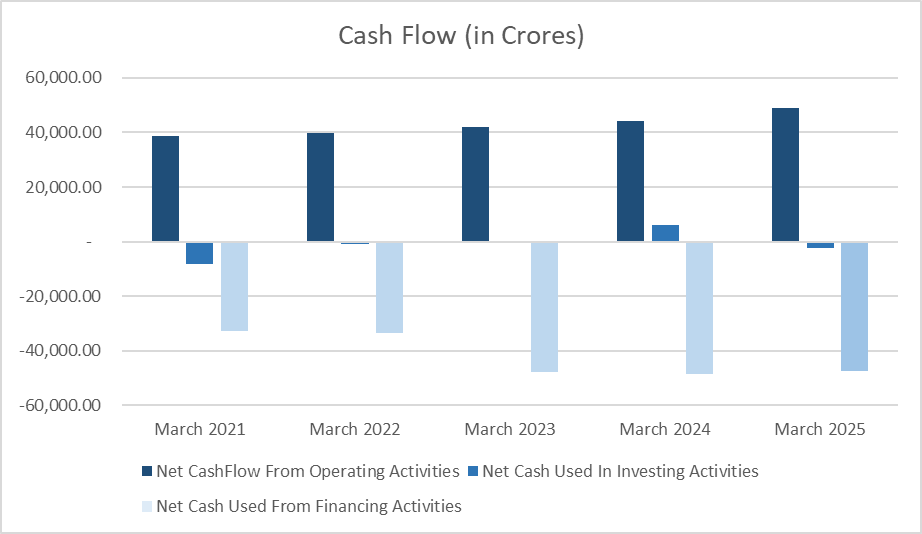 Cash Flow (in Crores)
60,000.00
40,000.00
20,000.00
-
-20,000.00
-40,000.00
-60,000.00
March 2021 March 2022 March 2023 March 2024 March 2025
Net CashFlow From Operating Activities Net Cash Used In Investing Activities
Net Cash Used From Financing Activities